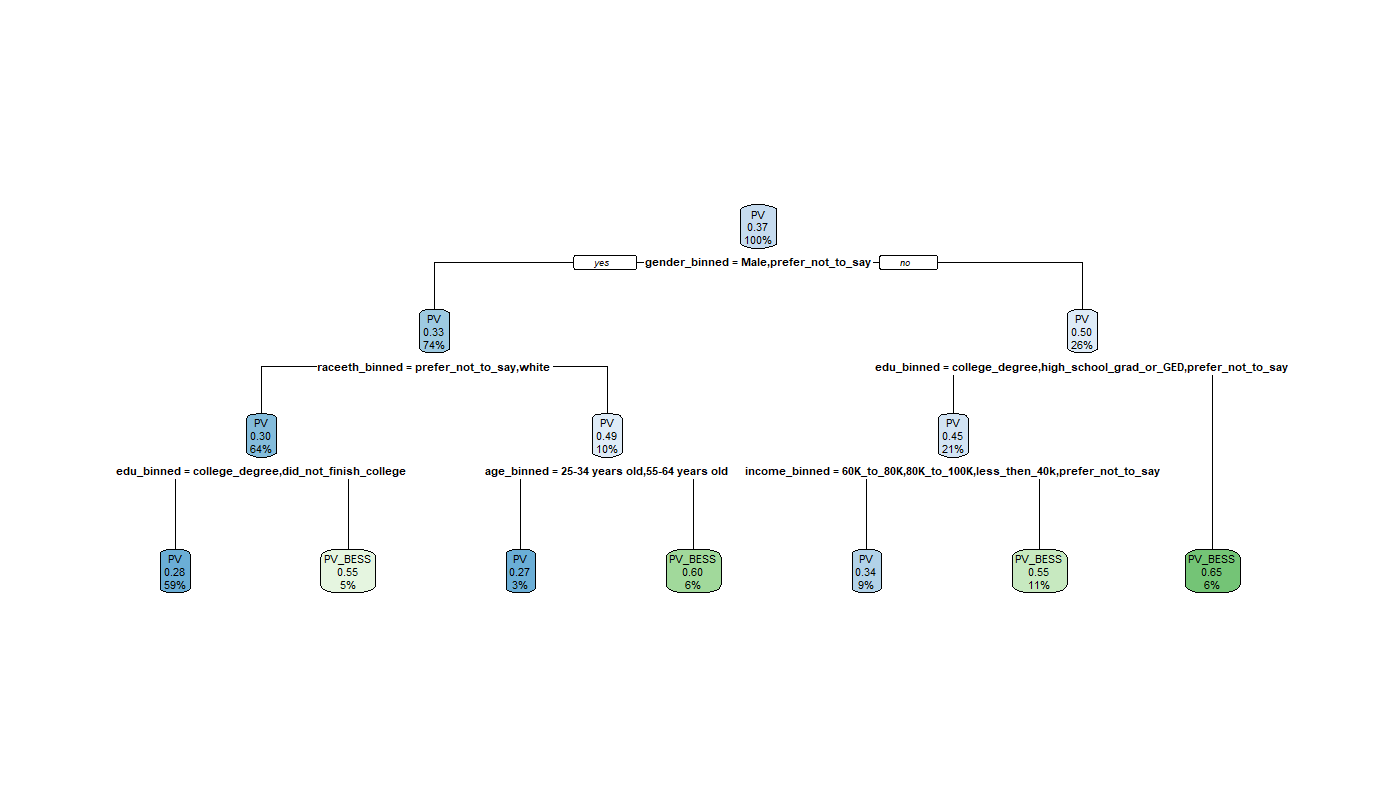 PV
0.37
100%
yes
gender_binned = Male,prefer_not_to_say
no
PV
0.33
74%
PV
0.50
26%
raceeth_binned = prefer_not_to_say,white
edu_binned = college_degree,high_school_grad_or_GED,prefer_not_to_say
PV
0.30
64%
PV
0.49
10%
PV
0.45
21%
edu_binned = college_degree,did_not_finish_college
age_binned = 25-34 years old,55-64 years old
income_binned = 60K_to_80K,80K_to_100K,less_then_40k,prefer_not_to_say
PV
0.28
59%
PV_BESS
0.55
5%
PV
0.27
3%
PV_BESS
0.60
6%
PV
0.34
9%
PV_BESS
0.55
11%
PV_BESS
0.65
6%